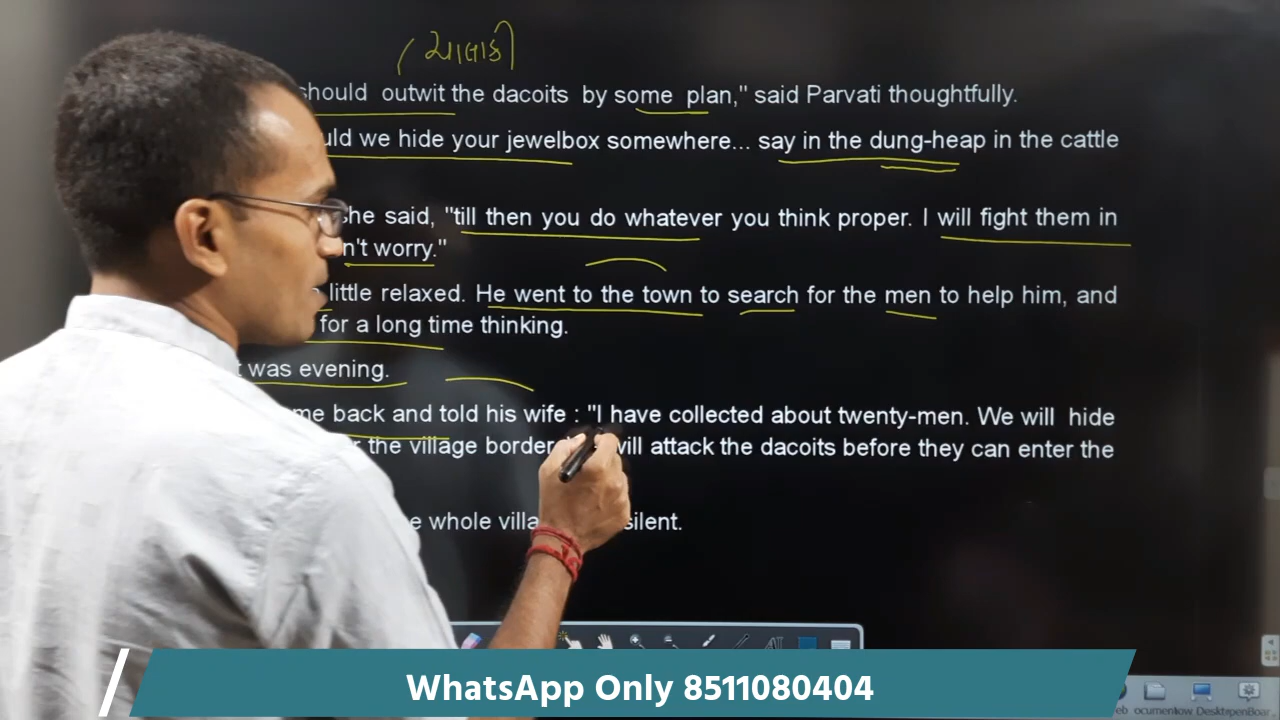 (ચાલાકી)
should outwit the dacoits by some plan," said Parvati thoughtfully.
uld we hide your jewelbox somewhere... say in the dung-heap in the cattle
she said, "till then you do whatever you think proper. I will fight them in
n't worry."
little relaxed. He went to the town to search for the men to help him, and
for a long time thinking.
t was evening.
me back and told his wife : "I have collected about twenty-men. We will hide
the village border will attack the dacoits before they can enter the
e whole villa silent.
WhatsApp Only 8511080404